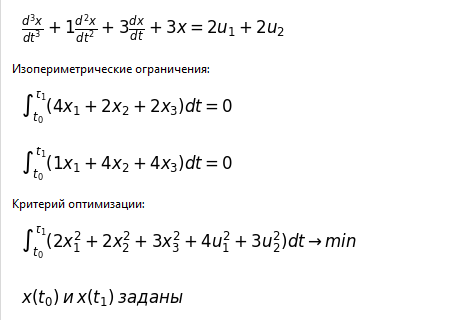 d³x/dt³ + 1 d²x/dt² + 3 dx/dt + 3x = 2u₁ + 2u₂
Изопериметрические ограничения:
∫ₜ₀^t₁ (4x₁ + 2x₂ + 2x₃)dt = 0
∫ₜ₀^t₁ (1x₁ + 4x₂ + 4x₃)dt = 0
Критерий оптимизации:
∫ₜ₀^t₁ (2x₁² + 2x₂² + 3x₃² + 4u₁² + 3u₂²)dt → min
x(t₀) и x(t₁) заданы